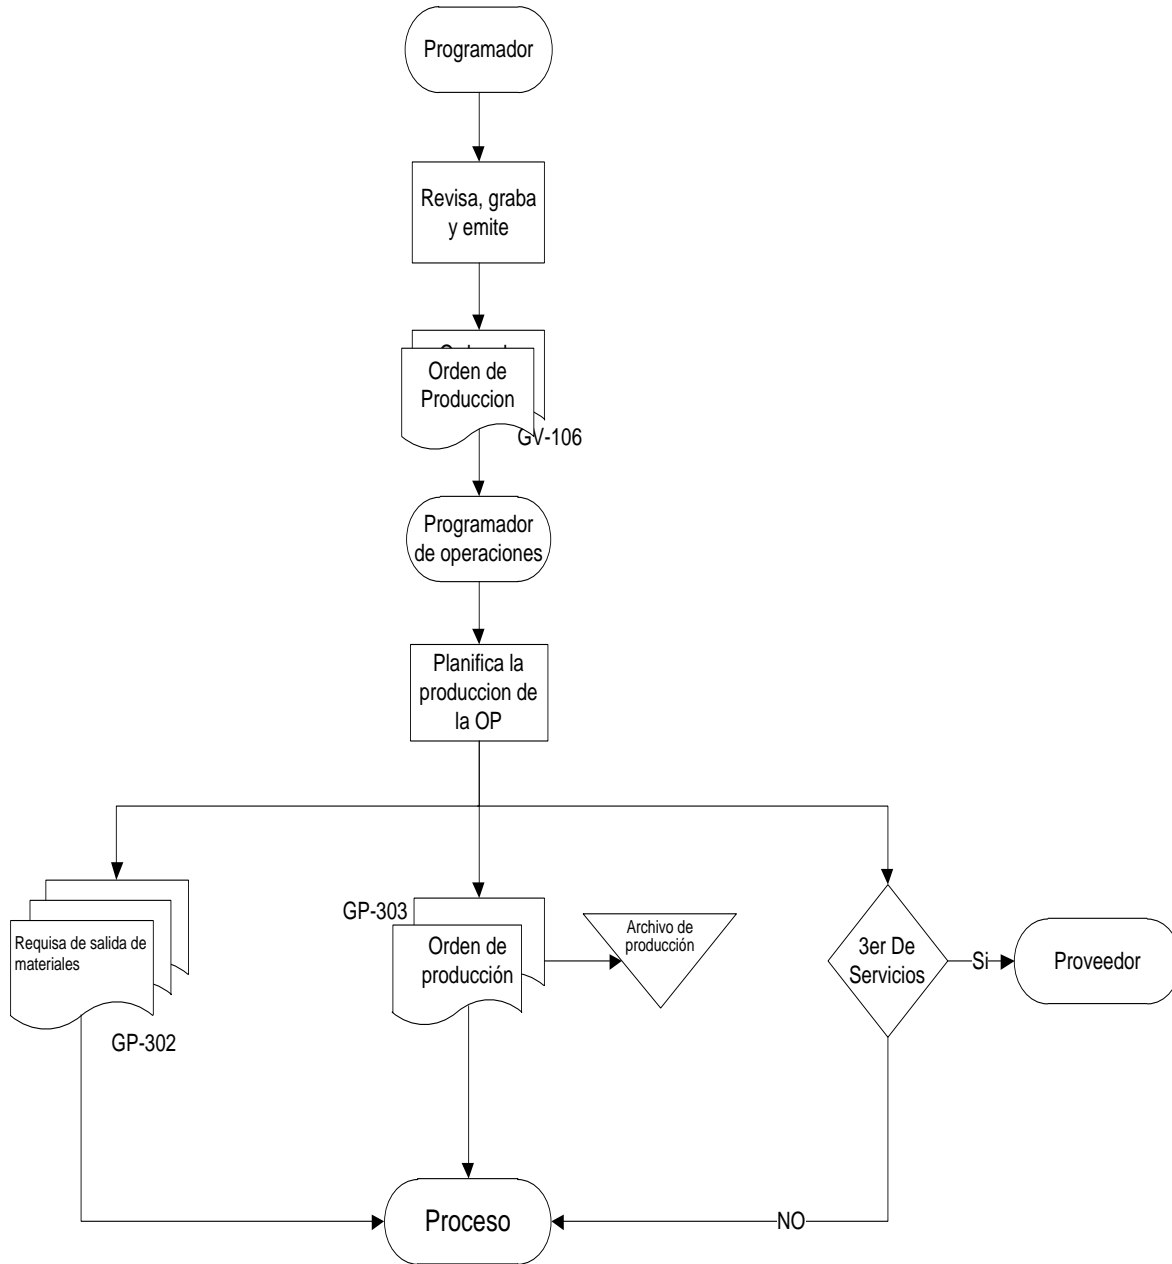 Programador
Revisa, graba
y emite
Orden de
Produccion
GV-106
Programador
de operaciones
Planifica la
produccion de
la OP
Requisa de salida de
materiales
GP-302
GP-303
Orden de
producción
Archivo de
producción
3er De
Servicios
Si
Proveedor
NO
Proceso